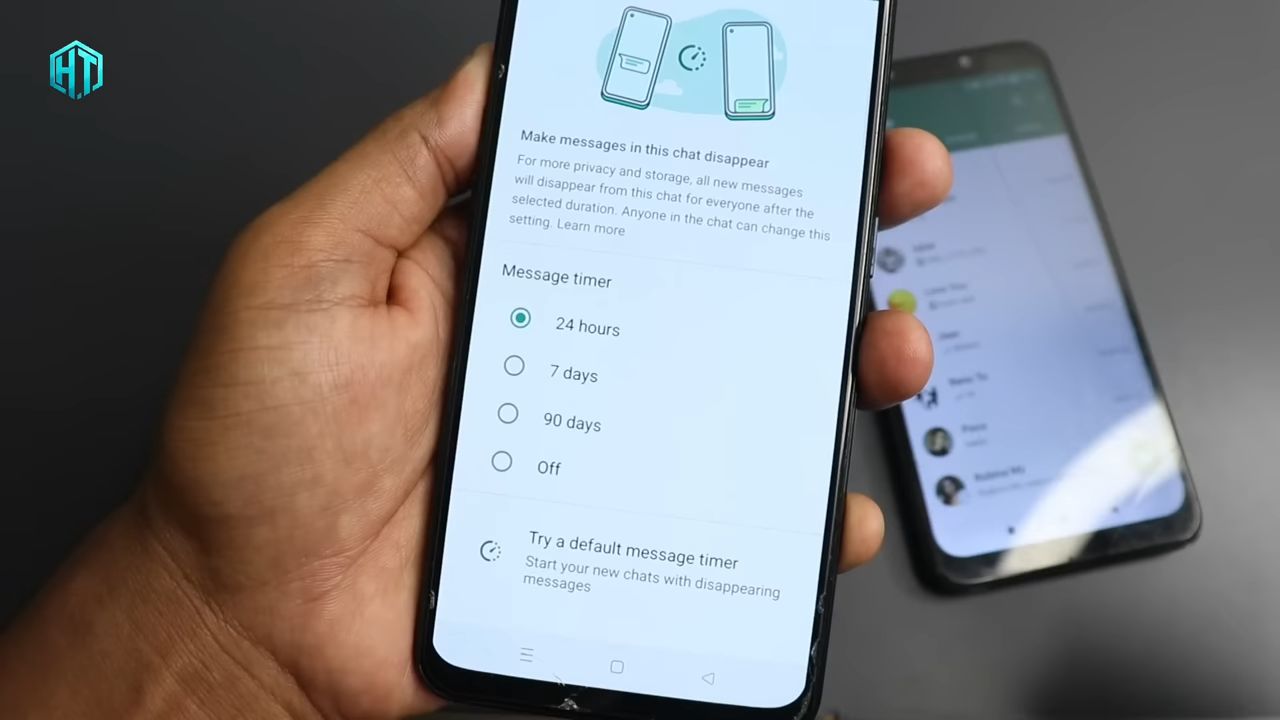 HT
Make messages in this chat disappear
For more privacy and storage, all new messages
will disappear from this chat for everyone after the
selected duration. Anyone in the chat can change this
setting. Learn more
Message timer
24 hours
7 days
90 days
Off
Try a default message timer
Start your new chats with disappearing
messages